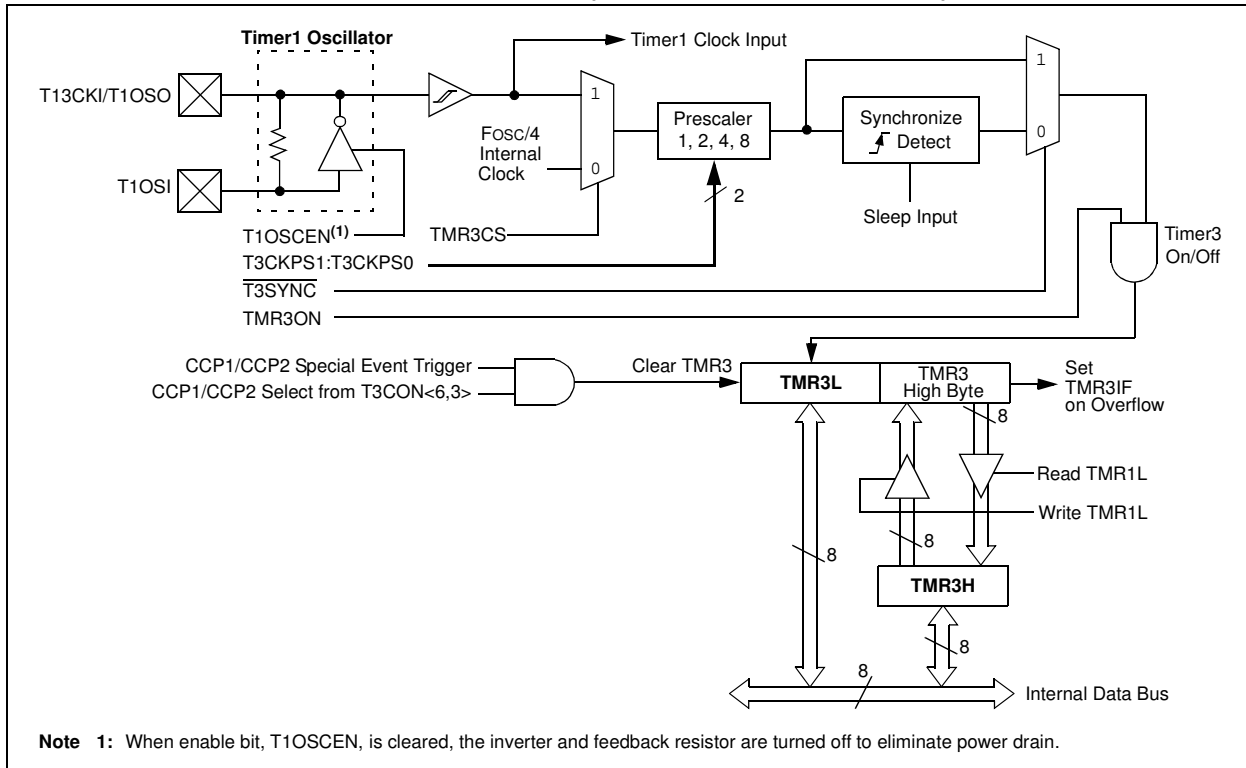 Timer1 Oscillator
Timer1 Clock Input
T13CKI/T1OSO
1
1
FOSC/4
Internal
Clock
0
Prescaler
1, 2, 4, 8
Synchronize
Detect
0
T1OSI
2
Sleep Input
T1OSCEN(1)
TMR3CS
T3CKPS1:T3CKPS0
T3SYNC
TMR3ON
Timer3
On/Off
CCP1/CCP2 Special Event Trigger
CCP1/CCP2 Select from T3CON<6,3>
Clear TMR3
TMR3L
TMR3
High Byte
Set
TMR3IF
on Overflow
8
Read TMR1L
Write TMR1L
8
8
TMR3H
8
8
Internal Data Bus
Note 1: When enable bit, T1OSCEN, is cleared, the inverter and feedback resistor are turned off to eliminate power drain.